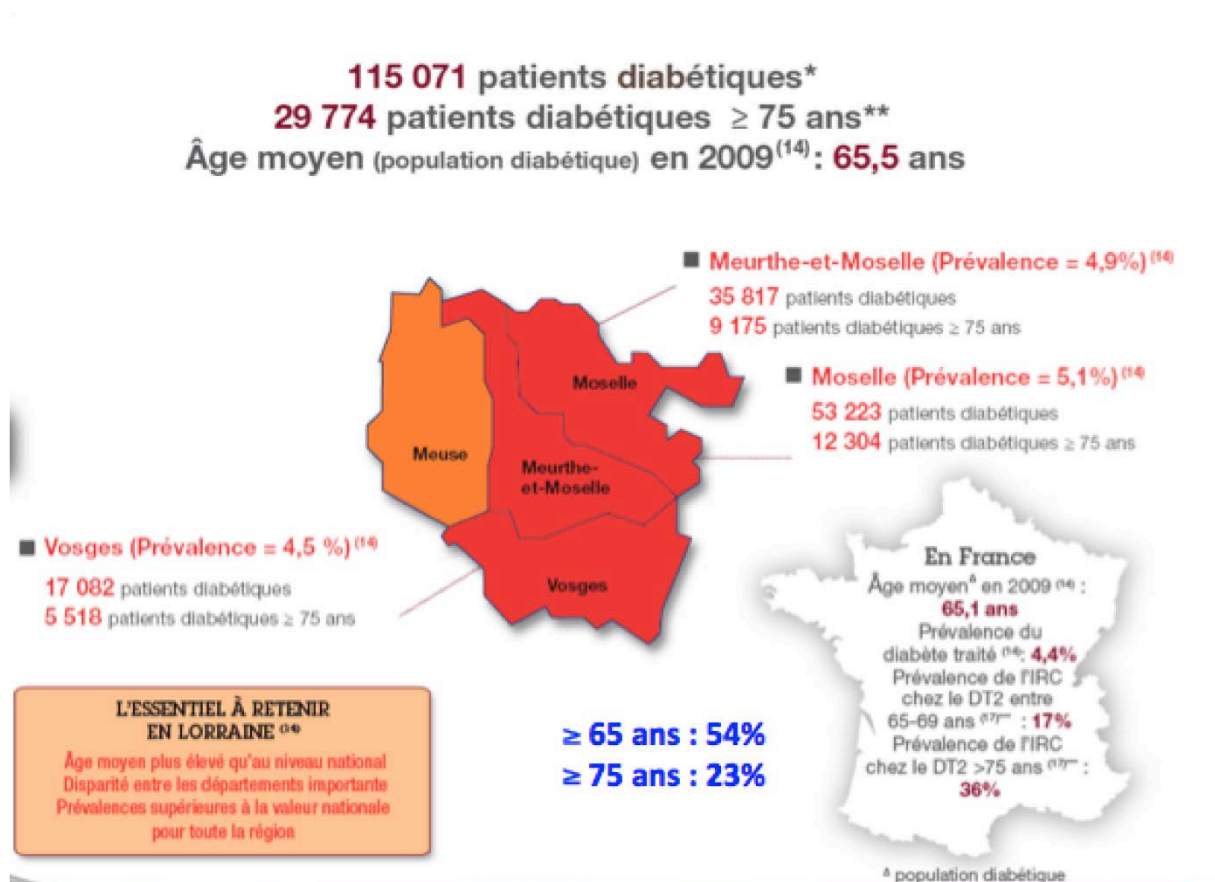 115 071 patients diabétiques*
29 774 patients diabétiques ≥ 75 ans**
Âge moyen (population diabétique) en 2009(14) : 65,5 ans
Meurthe-et-Moselle (Prévalence = 4,9%)(14)
35 817 patients diabétiques
9 175 patients diabétiques ≥ 75 ans
Moselle
Moselle (Prévalence = 5,1%)(14)
53 223 patients diabétiques
12 304 patients diabétiques ≥ 75 ans
Meuse
Meurthe-
et-Moselle
Vosges (Prévalence = 4,5 %)(14)
17 082 patients diabétiques
5 518 patients diabétiques ≥ 75 ans
Vosges
En France
Âge moyenΔ en 2009 (14) :
65,1 ans
Prévalence du
diabète traité (14): 4,4%
Prévalence de l'IRC
chez le DT2 entre
65-69 ans (17)*** : 17%
Prévalence de l'IRC
chez le DT2 >75 ans (17)*** :
36%
Δ population diabétique
L'ESSENTIEL À RETENIR
EN LORRAINE (14)
Âge moyen plus élevé qu'au niveau national
Disparité entre les départements importante
Prévalences supérieures à la valeur nationale
pour toute la région
≥ 65 ans : 54%
≥ 75 ans : 23%